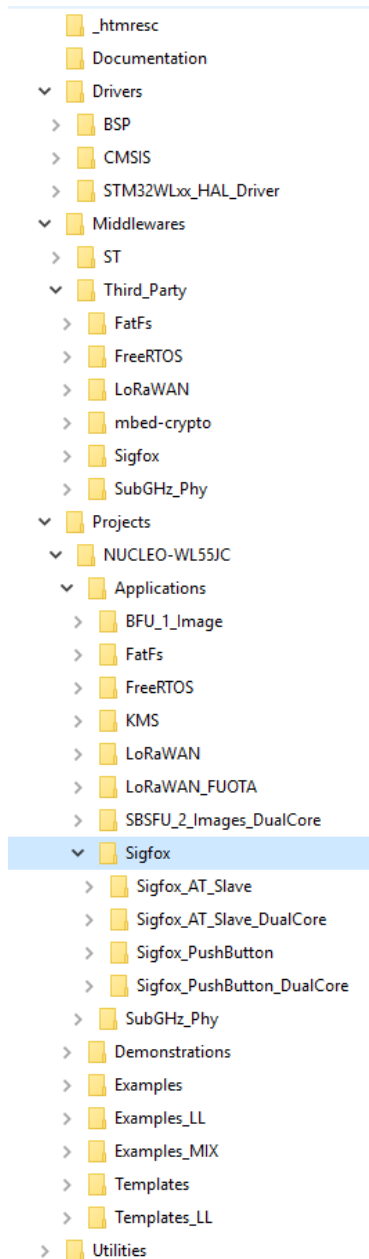 _htmresc
Documentation
Drivers
BSP
CMSIS
STM32WLxx_HAL_Driver
Middlewares
ST
Third_Party
FatFs
FreeRTOS
LoRaWAN
mbed-crypto
Sigfox
SubGHz_Phy
Projects
NUCLEO-WL55JC
Applications
BFU_1_Image
FatFs
FreeRTOS
KMS
LoRaWAN
LoRaWAN_FUOTA
SBSFU_2_Images_DualCore
Sigfox
Sigfox_AT_Slave
Sigfox_AT_Slave_DualCore
Sigfox_PushButton
Sigfox_PushButton_DualCore
SubGHz_Phy
Demonstrations
Examples
Examples_LL
Examples_MIX
Templates
Templates_LL
Utilities